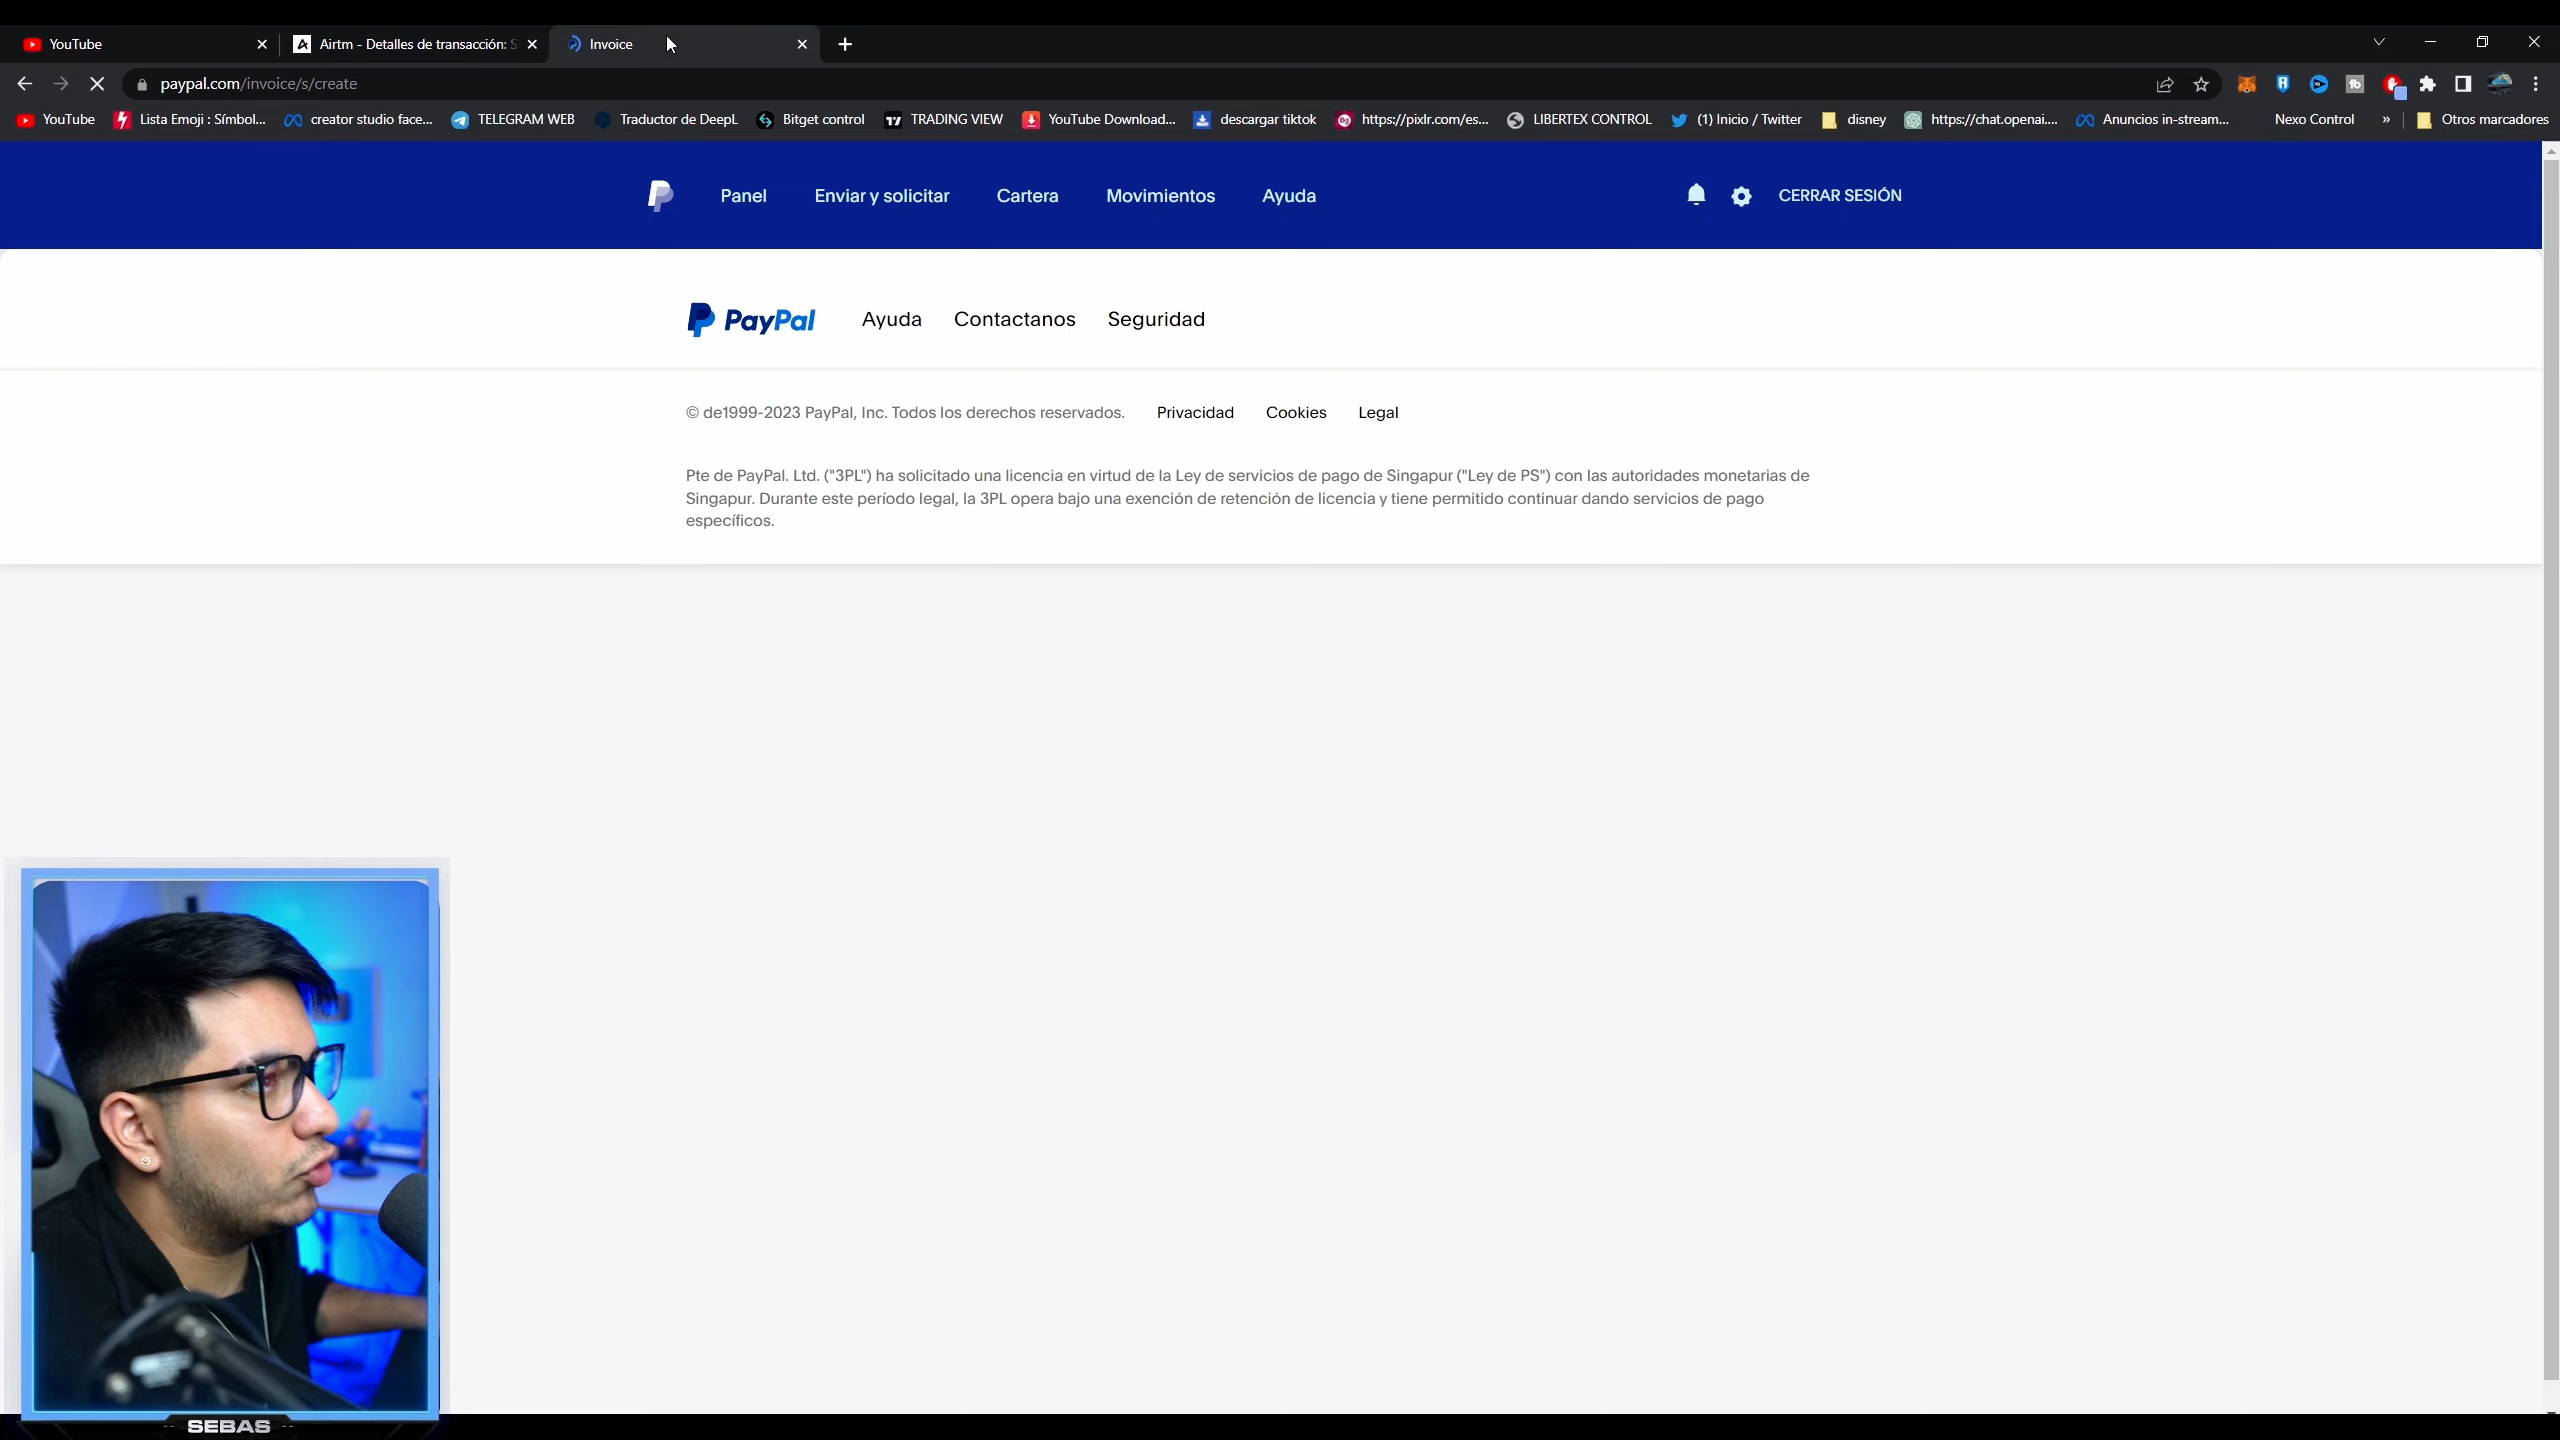 YouTube
Airtm - Detalles de transacción: S
Invoice
paypal.com/invoice/s/create
YouTube
Lista Emoji : Símbol...
creator studio face...
TELEGRAM WEB
Traductor de DeepL
Bitget control
TRADING VIEW
YouTube Download...
descargar tiktok
https://pixlr.com/es...
LIBERTEX CONTROL
(1) Inicio / Twitter
disney
https://chat.openai....
Anuncios in-stream...
Nexo Control
»
Otros marcadores
Panel
Enviar y solicitar
Cartera
Movimientos
Ayuda
CERRAR SESIÓN
PayPal
Ayuda
Contactanos
Seguridad
© de1999-2023 PayPal, Inc. Todos los derechos reservados.
Privacidad
Cookies
Legal
Pte de PayPal. Ltd. ("3PL") ha solicitado una licencia en virtud de la Ley de servicios de pago de Singapur ("Ley de PS") con las autoridades monetarias de
Singapur. Durante este período legal, la 3PL opera bajo una exención de retención de licencia y tiene permitido continuar dando servicios de pago
específicos.
SEBAS